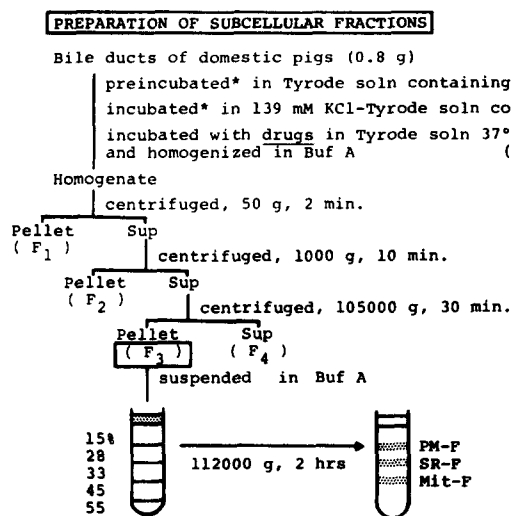 PREPARATION OF SUBCELLULAR FRACTIONS
Bile ducts of domestic pigs (0.8 g)
preincubated* in Tyrode soln containing
incubated* in 139 mM KCl-Tyrode soln co
incubated with drugs in Tyrode soln 37°
and homogenized in Buf A (
Homogenate
centrifuged, 50 g, 2 min.
Pellet Sup
( F1 )
centrifuged, 1000 g, 10 min.
Pellet Sup
( F2 )
centrifuged, 105000 g, 30 min.
Pellet Sup
( F3 ) ( F4 )
suspended in Buf A
15%
28
33
45
55
112000 g, 2 hrs
PM-F
SR-F
Mit-F